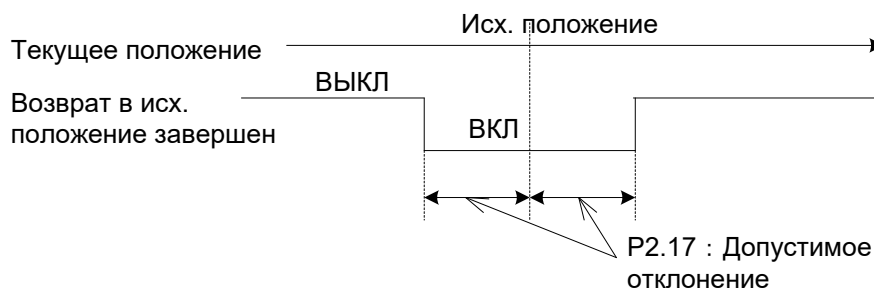 Исх. положение
Текущее положение
ВЫКЛ
Возврат в исх.
положение завершен
ВКЛ
P2.17 : Допустимое
отклонение